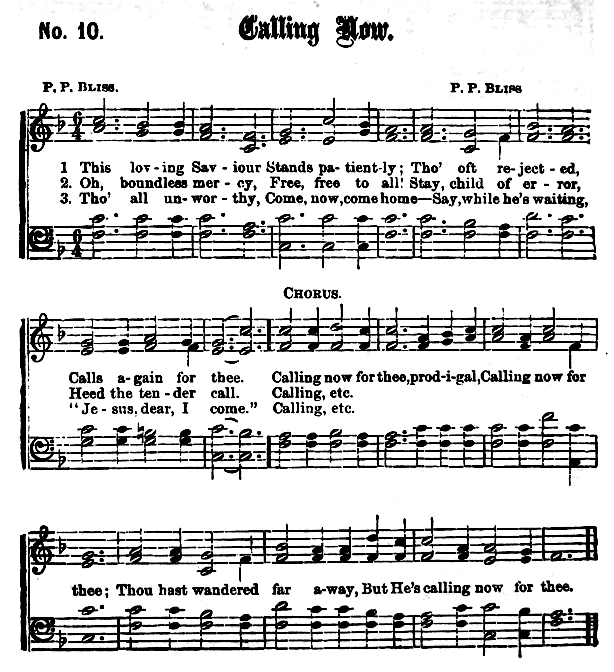 No. 10. Calling Now.
P. P. BLISS. P. P. BLISS
1 This lov - ing Sav - iour Stands pa - tient - ly; Tho' oft re - ject - ed,
2. Oh, boundless mer - cy, Free, free to all! Stay, child of er - ror,
3. Tho' all un - wor - thy, Come, now, come home—Say, while he's waiting,
CHORUS.
Calls a - gain for thee. Calling now for thee, prod - i - gal, Calling now for
Heed the ten - der call. Calling, etc.
"Je - sus, dear, I come." Calling, etc.
thee; Thou hast wandered far a - way, But He's calling now for thee.